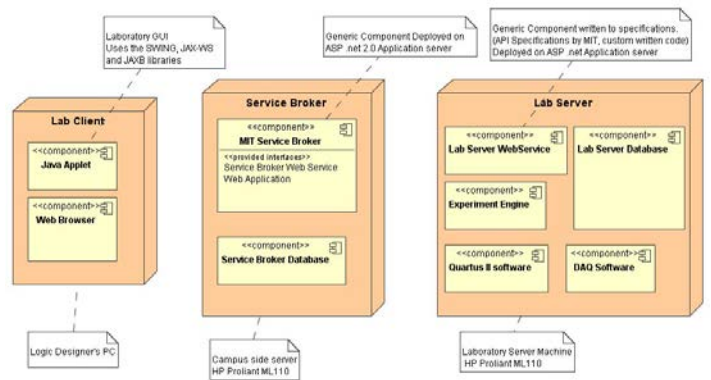 Laboratory GUI
Uses the SWING, JAX-WS
and JAXB libraries
Generic Component Deployed on
ASP .net 2.0 Application server
Generic Component written to specifications.
(API Specifications by MIT, custom written code)
Deployed on ASP .net Application server
Lab Client
<<component>>
Java Applet
<<component>>
Web Browser
Service Broker
<<component>>
MIT Service Broker
<<provided interfaces>>
Service Broker Web Service
Web Application
<<component>>
Service Broker Database
Lab Server
<<component>>
Lab Server WebService
<<component>>
Lab Server Database
<<component>>
Experiment Engine
<<component>>
Quartus II software
<<component>>
DAQ Software
Logic Designer's PC
Campus side server
HP Proliant ML110
Laboratory Server Machine
HP Proliant ML110